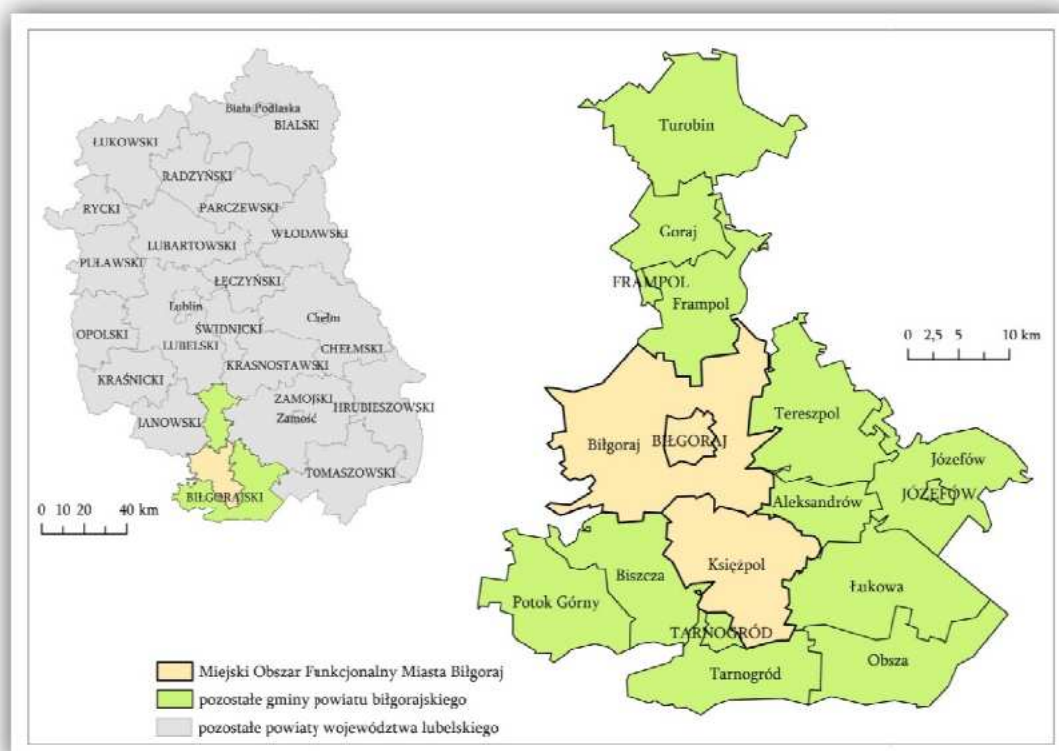 Biała Podlaska
BIALSKI
ŁUKOWSKI
RADZYŃSKI
RYCKI
PARCZEWSKI
WŁODAWSKI
LUBARTOWSKI
PUŁAWSKI
ŁĘCZYŃSKI
Lublin
Chełm
OPOLSKI
ŚWIDNICKI
LUBELSKI
CHEŁMSKI
KRASNOSTAWSKI
KRAŚNICKI
ZAMOJSKI
HRUBIESZOWSKI
JANOWSKI
Zamość
TOMASZOWSKI
BIŁGORAJSKI
0 10 20 40 km
Turobin
Goraj
FRAMPOL
Frampol
0 2,5 5 10 km
Tereszpol
Biłgoraj
BIŁGORAJ
Józefów
JÓZEFÓW
Aleksandrów
Księżpol
Biszcza
Łukowa
Potok Górny
TARNOGRÓD
Obsza
Tarnogród
Miejski Obszar Funkcjonalny Miasta Biłgoraj
pozostałe gminy powiatu biłgorajskiego
pozostałe powiaty województwa lubelskiego